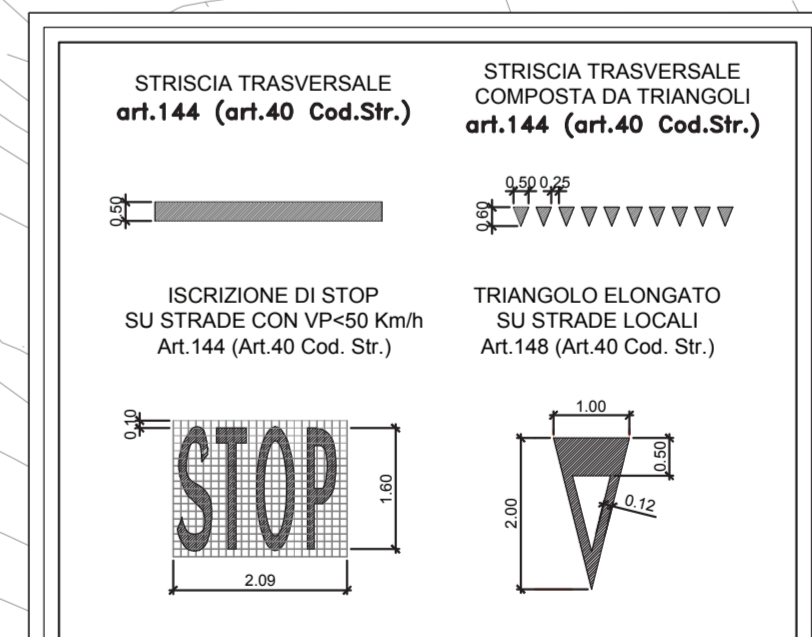 STRISCIA TRASVERSALE
art.144 (art.40 Cod.Str.)
0.50
STRISCIA TRASVERSALE
COMPOSTA DA TRIANGOLI
art.144 (art.40 Cod.Str.)
0.50 0.25
0.60
ISCRIZIONE DI STOP
SU STRADE CON VP<50 Km/h
Art.144 (Art.40 Cod. Str.)
0.10
STOP
1.60
2.09
TRIANGOLO ELONGATO
SU STRADE LOCALI
Art.148 (Art.40 Cod. Str.)
1.00
0.50
2.00
0.12